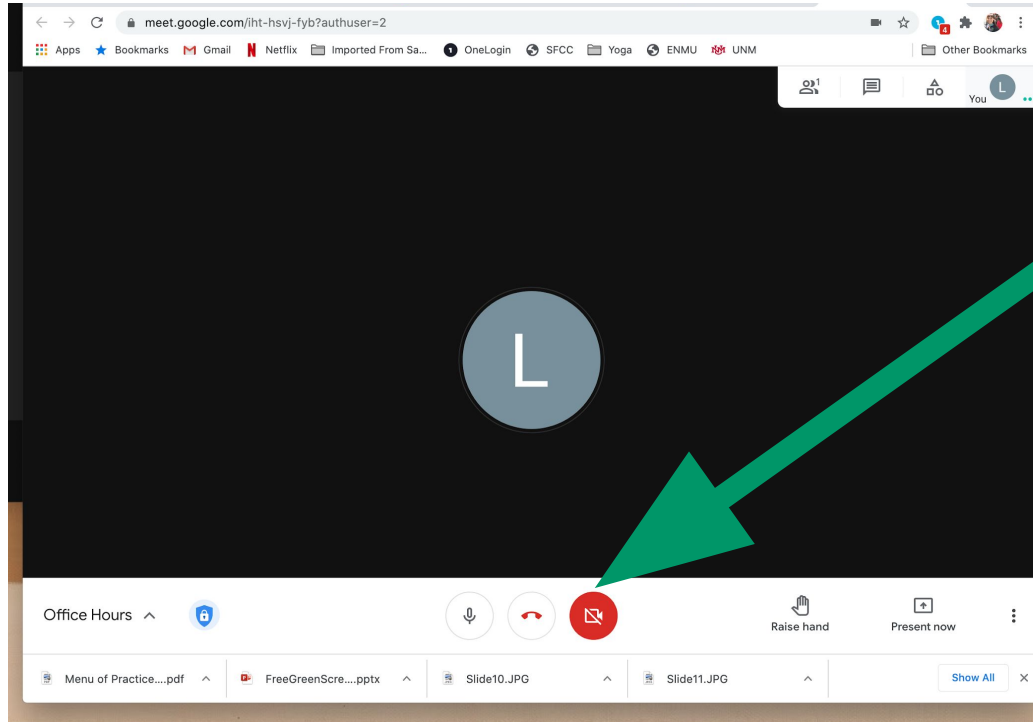 meet.google.com/iht-hsvj-fyb?authuser=2
4
Apps Bookmarks Gmail Netflix Imported From Sa... 1 OneLogin SFCC Yoga ENMU UNM Other Bookmarks
1
You L
L
Office Hours
Raise hand Present now
Menu of Practice....pdf FreeGreenScre....pptx Slide10.JPG Slide11.JPG Show All